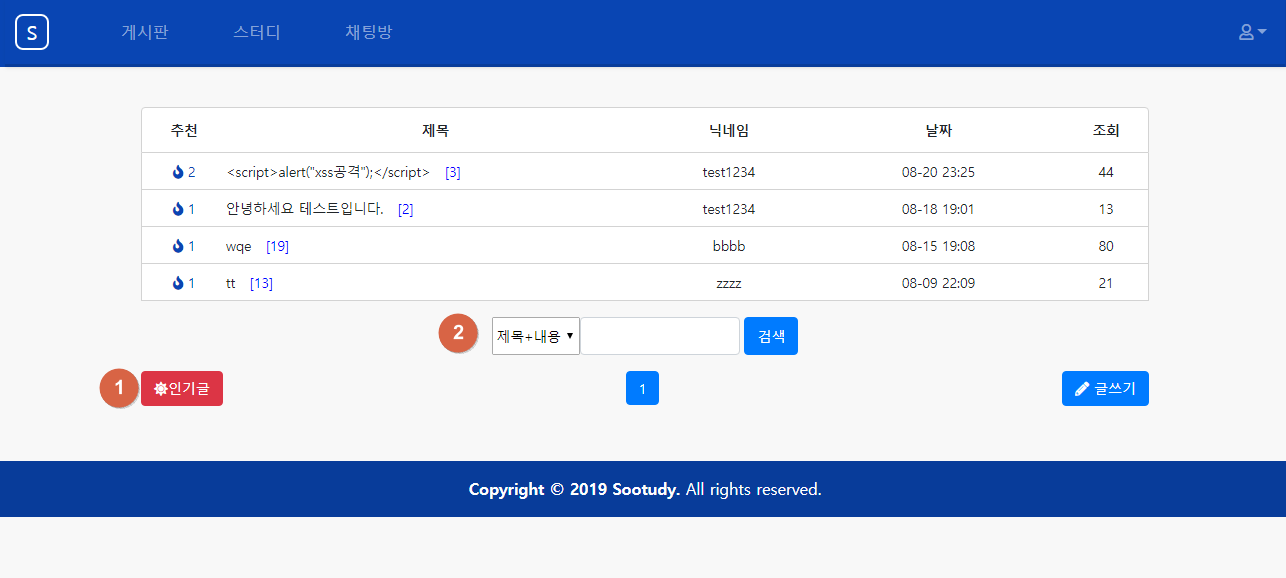 S 게시판 스터디 채팅방
추천 제목 닉네임 날짜 조회
2 <script>alert("xss공격");</script> [3] test1234 08-20 23:25 44
1 안녕하세요 테스트입니다. [2] test1234 08-18 19:01 13
1 wqe [19] bbbb 08-15 19:08 80
1 tt [13] zzzz 08-09 22:09 21
2 제목+내용 검색
1 인기글 1 글쓰기
Copyright © 2019 Sootudy. All rights reserved.